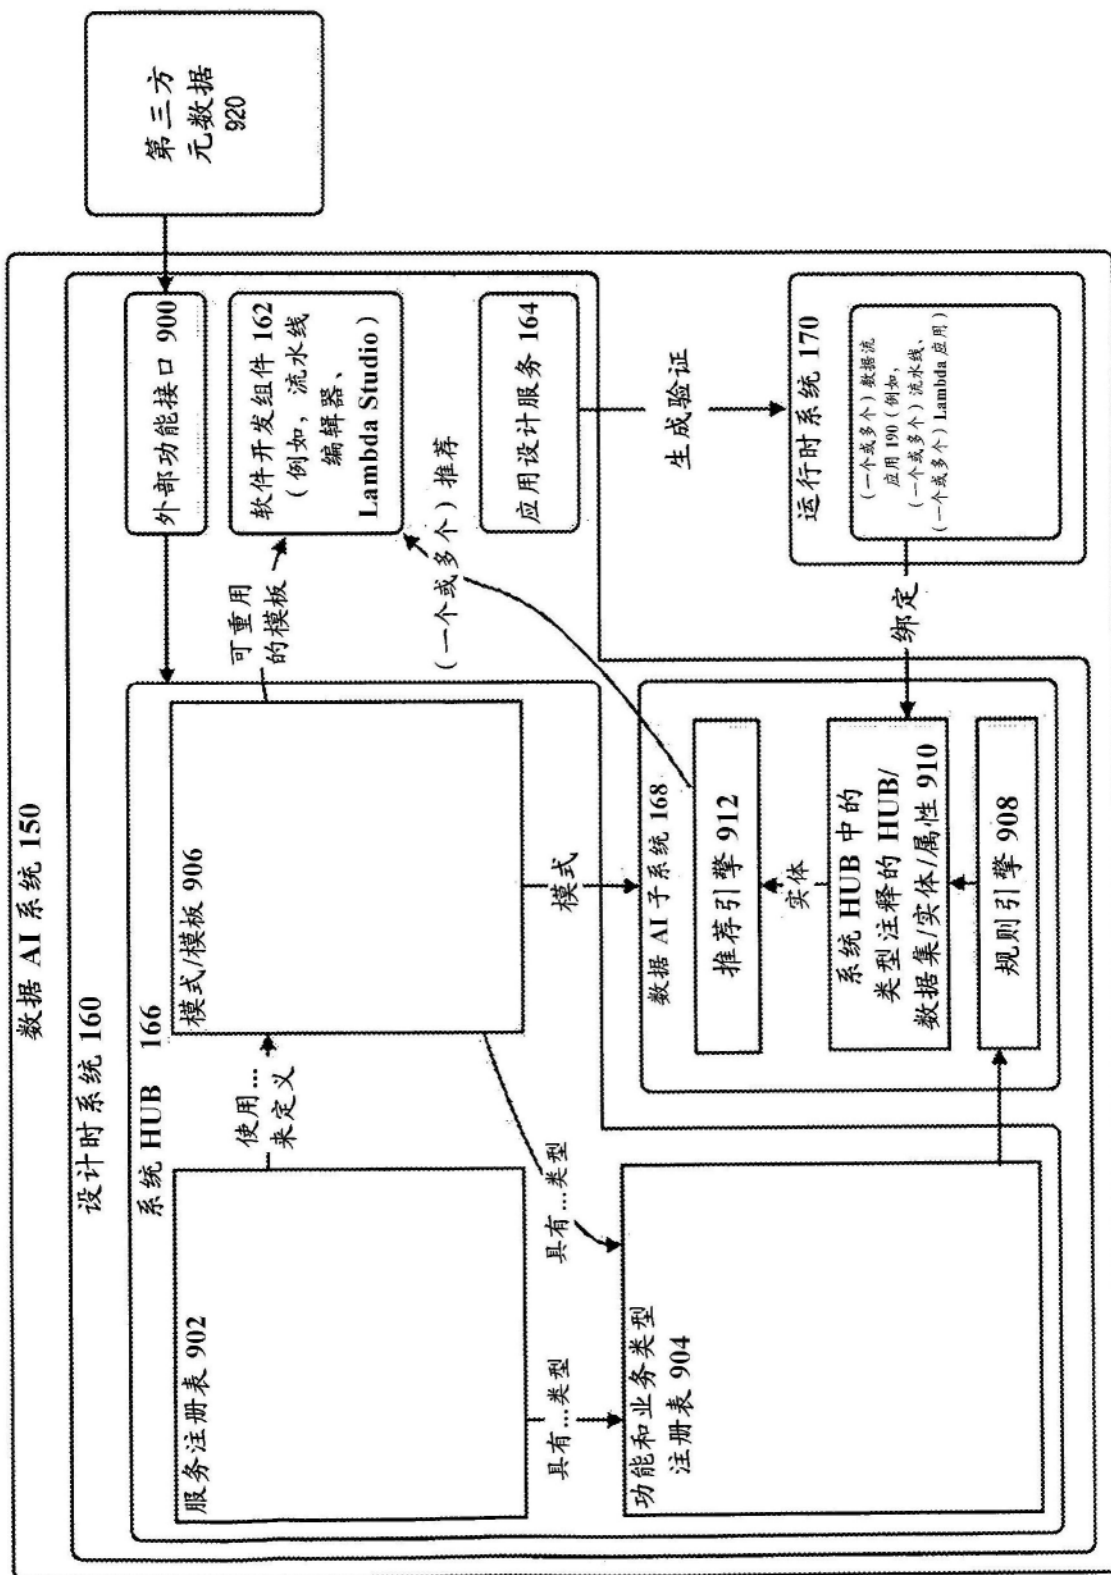 数据 AI 系统 150
设计时系统 160
系统 HUB 166
服务注册表 902
使用…
来定义
模式/模板 906
可重用
的模板
外部功能接口 900
第三方
元数据
920
软件开发组件 162
(例如，流水线
编辑器、
Lambda Studio)
(一个或多个) 推荐
应用设计服务 164
具有…类型
具有…类型
模式
功能和业务类型
注册表 904
数据 AI 子系统 168
推荐引擎 912
实体
系统 HUB 中的
类型注释的 HUB/
数据集/实体/属性 910
规则引擎 908
生成验证
绑定
运行时系统 170
(一个或多个) 数据流
应用 190 (例如，
(一个或多个) 流水线、
(一个或多个) Lambda 应用)